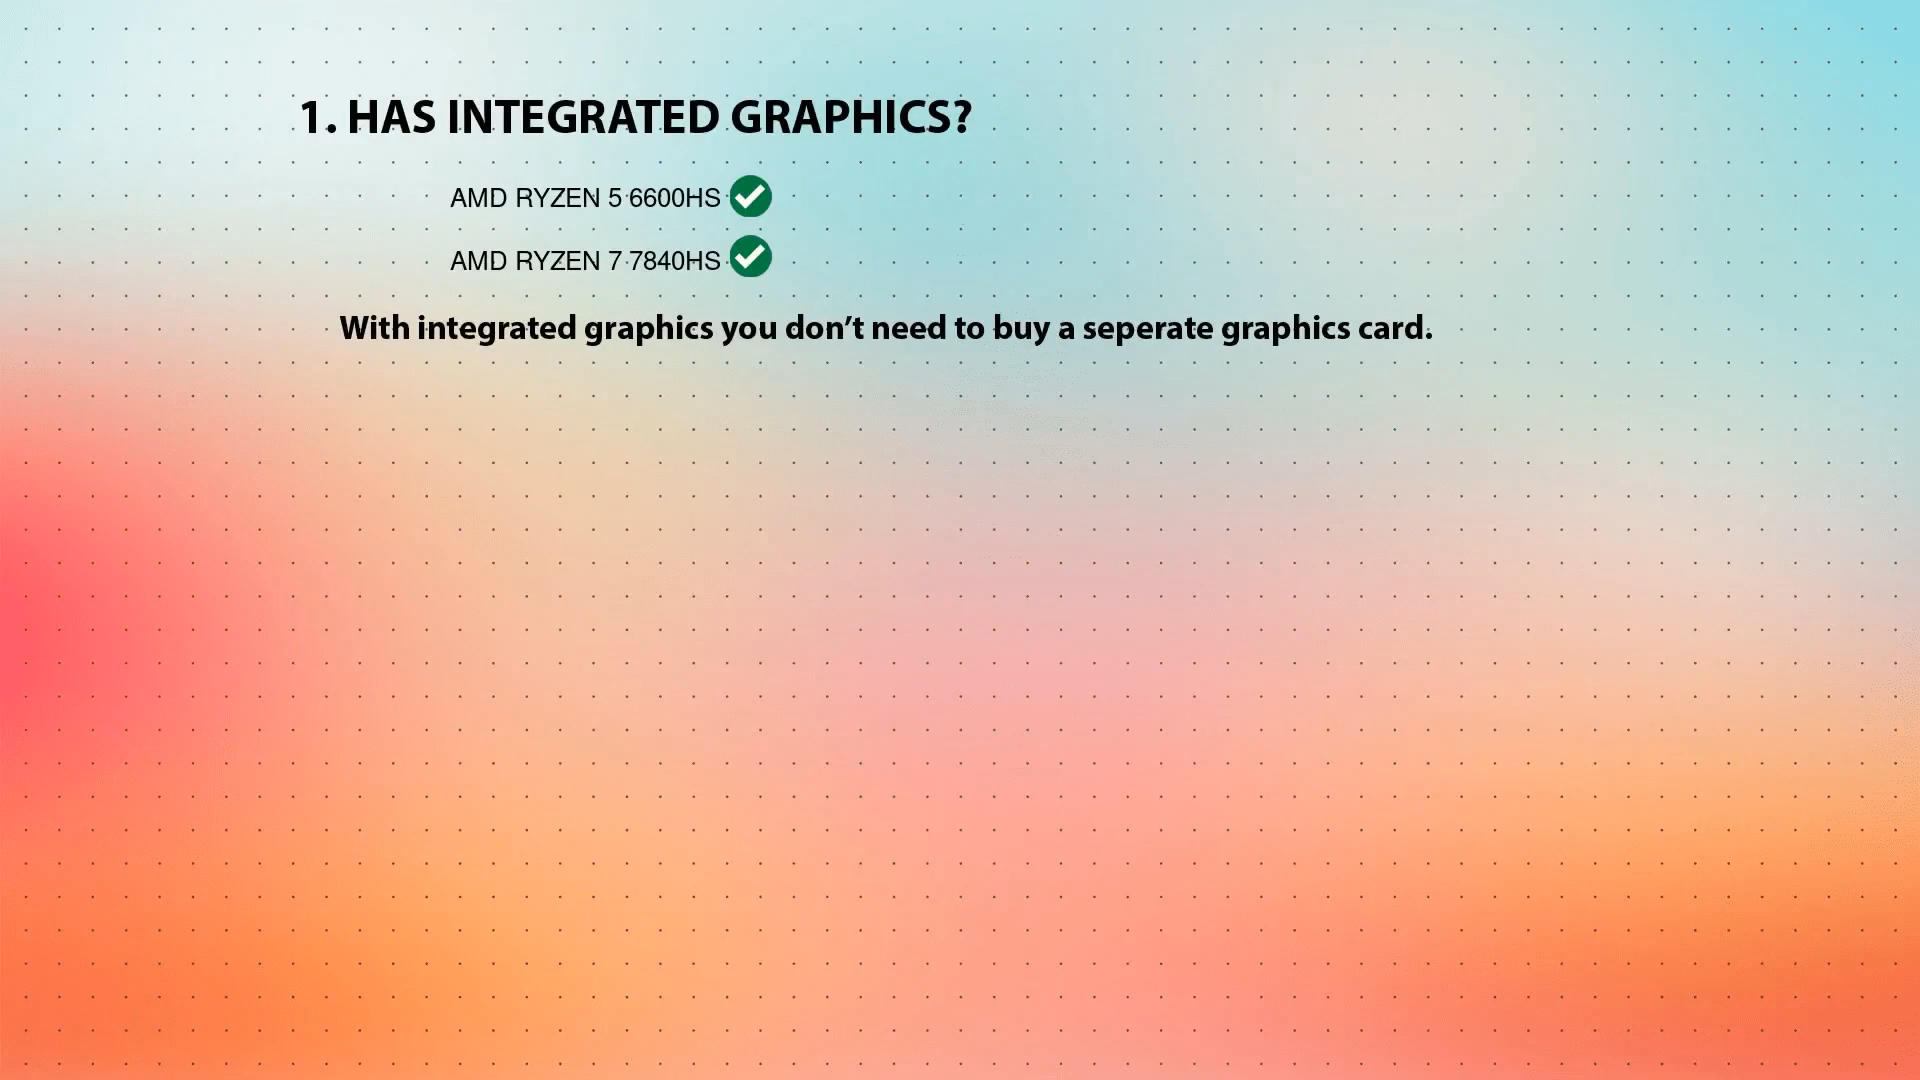 1. HAS INTEGRATED GRAPHICS?
AMD RYZEN 5 6600HS
AMD RYZEN 7 7840HS
With integrated graphics you don’t need to buy a seperate graphics card.